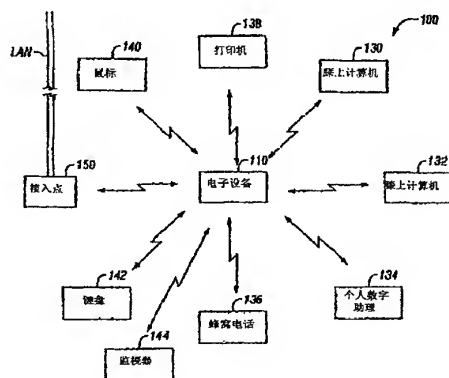 LAN
140
鼠标
138
打印机
130
膝上计算机
100
150
接入点
110
电子设备
132
膝上计算机
142
键盘
144
监视器
136
蜂窝电话
134
个人数字
助理